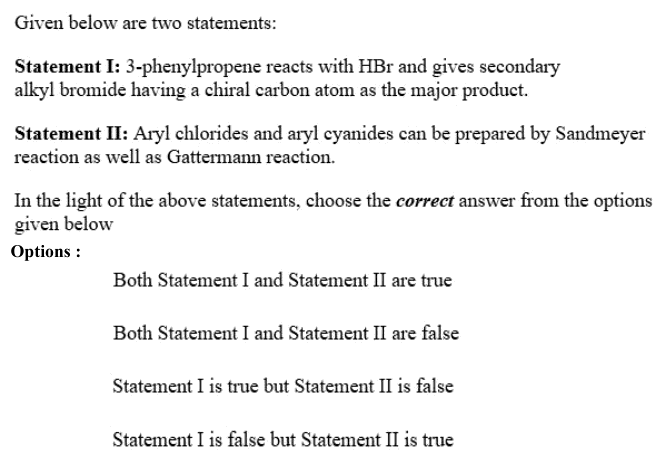 Given below are two statements:
Statement I: 3-phenylpropene reacts with HBr and gives secondary
alkyl bromide having a chiral carbon atom as the major product.
Statement II: Aryl chlorides and aryl cyanides can be prepared by Sandmeyer
reaction as well as Gattermann reaction.
In the light of the above statements, choose the correct answer from the options
given below
Options :
Both Statement I and Statement II are true
Both Statement I and Statement II are false
Statement I is true but Statement II is false
Statement I is false but Statement II is true